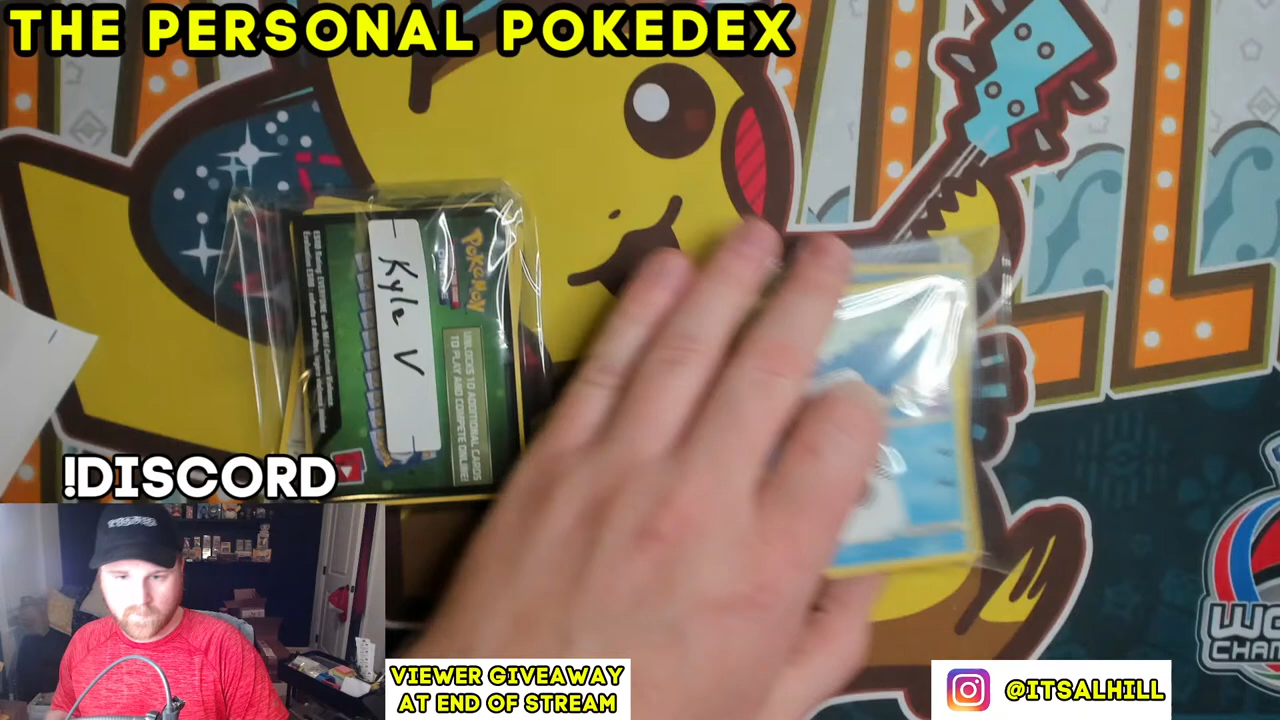 THE PERSONAL POKEDEX
POKÉMON
Kyle V
UNLOCKS 10 ADDITIONAL CARDS
TO PLAY AND COMPETE ONLINE!
!DISCORD
VIEWER GIVEAWAY
AT END OF STREAM
@ITSALHILL